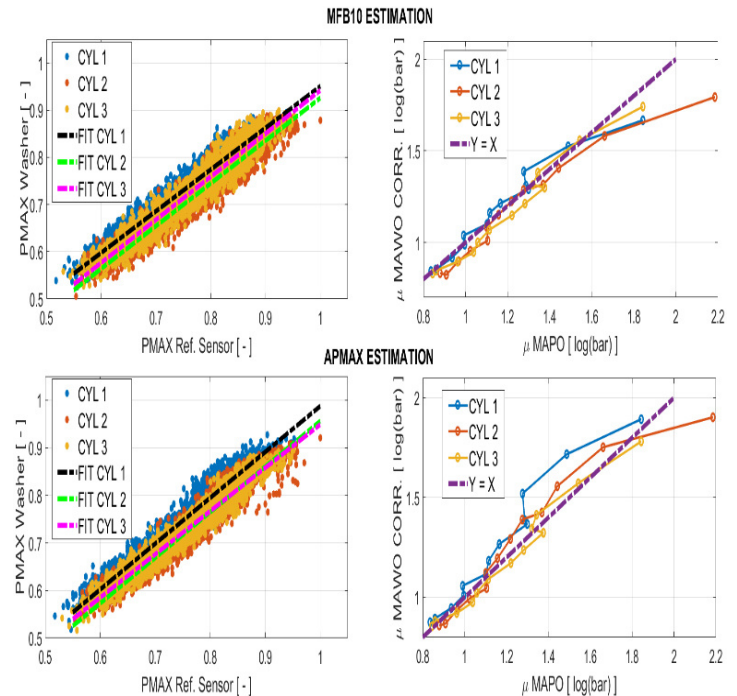 MFB10 ESTIMATION
PMAX Washer [ - ]
1
0.9
0.8
0.7
0.6
0.5
CYL 1
CYL 2
CYL 3
FIT CYL 1
FIT CYL 2
FIT CYL 3
0.5 0.6 0.7 0.8 0.9 1
PMAX Ref. Sensor [ - ]
μ MAWO CORR. [ log(bar) ]
2
1.5
1
CYL 1
CYL 2
CYL 3
Y = X
0.8 1 1.2 1.4 1.6 1.8 2 2.2
μ MAPO [ log(bar) ]
APMAX ESTIMATION
PMAX Washer [ - ]
1
0.9
0.8
0.7
0.6
0.5
CYL 1
CYL 2
CYL 3
FIT CYL 1
FIT CYL 2
FIT CYL 3
0.5 0.6 0.7 0.8 0.9 1
PMAX Ref. Sensor [ - ]
μ MAWO CORR. [ log(bar) ]
2
1.5
1
CYL 1
CYL 2
CYL 3
Y = X
0.8 1 1.2 1.4 1.6 1.8 2 2.2
μ MAPO [ log(bar) ]